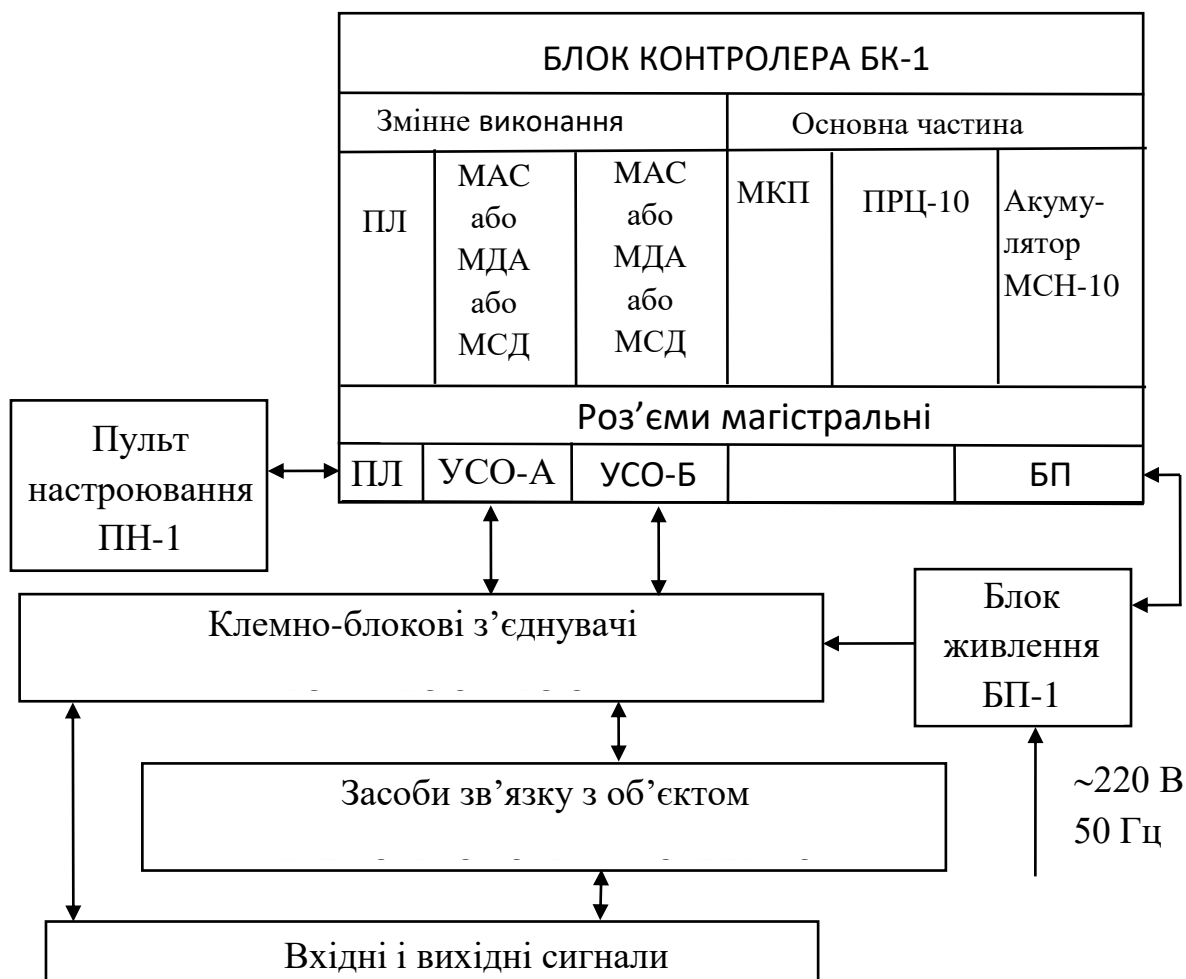 БЛОК КОНТРОЛЕРА БК-1
Змінне виконання
Основна частина
ПЛ
МАС
або
МДА
або
МСД
МАС
або
МДА
або
МСД
МКП
ПРЦ-10
Акуму-
лятор
МСН-10
Роз’єми магістральні
ПЛ
УСО-А
УСО-Б
БП
Пульт
настроювання
ПН-1
Клемно-блокові з’єднувачі
Блок
живлення
БП-1
Засоби зв’язку з об’єктом
~220 В
50 Гц
Вхідні і вихідні сигнали